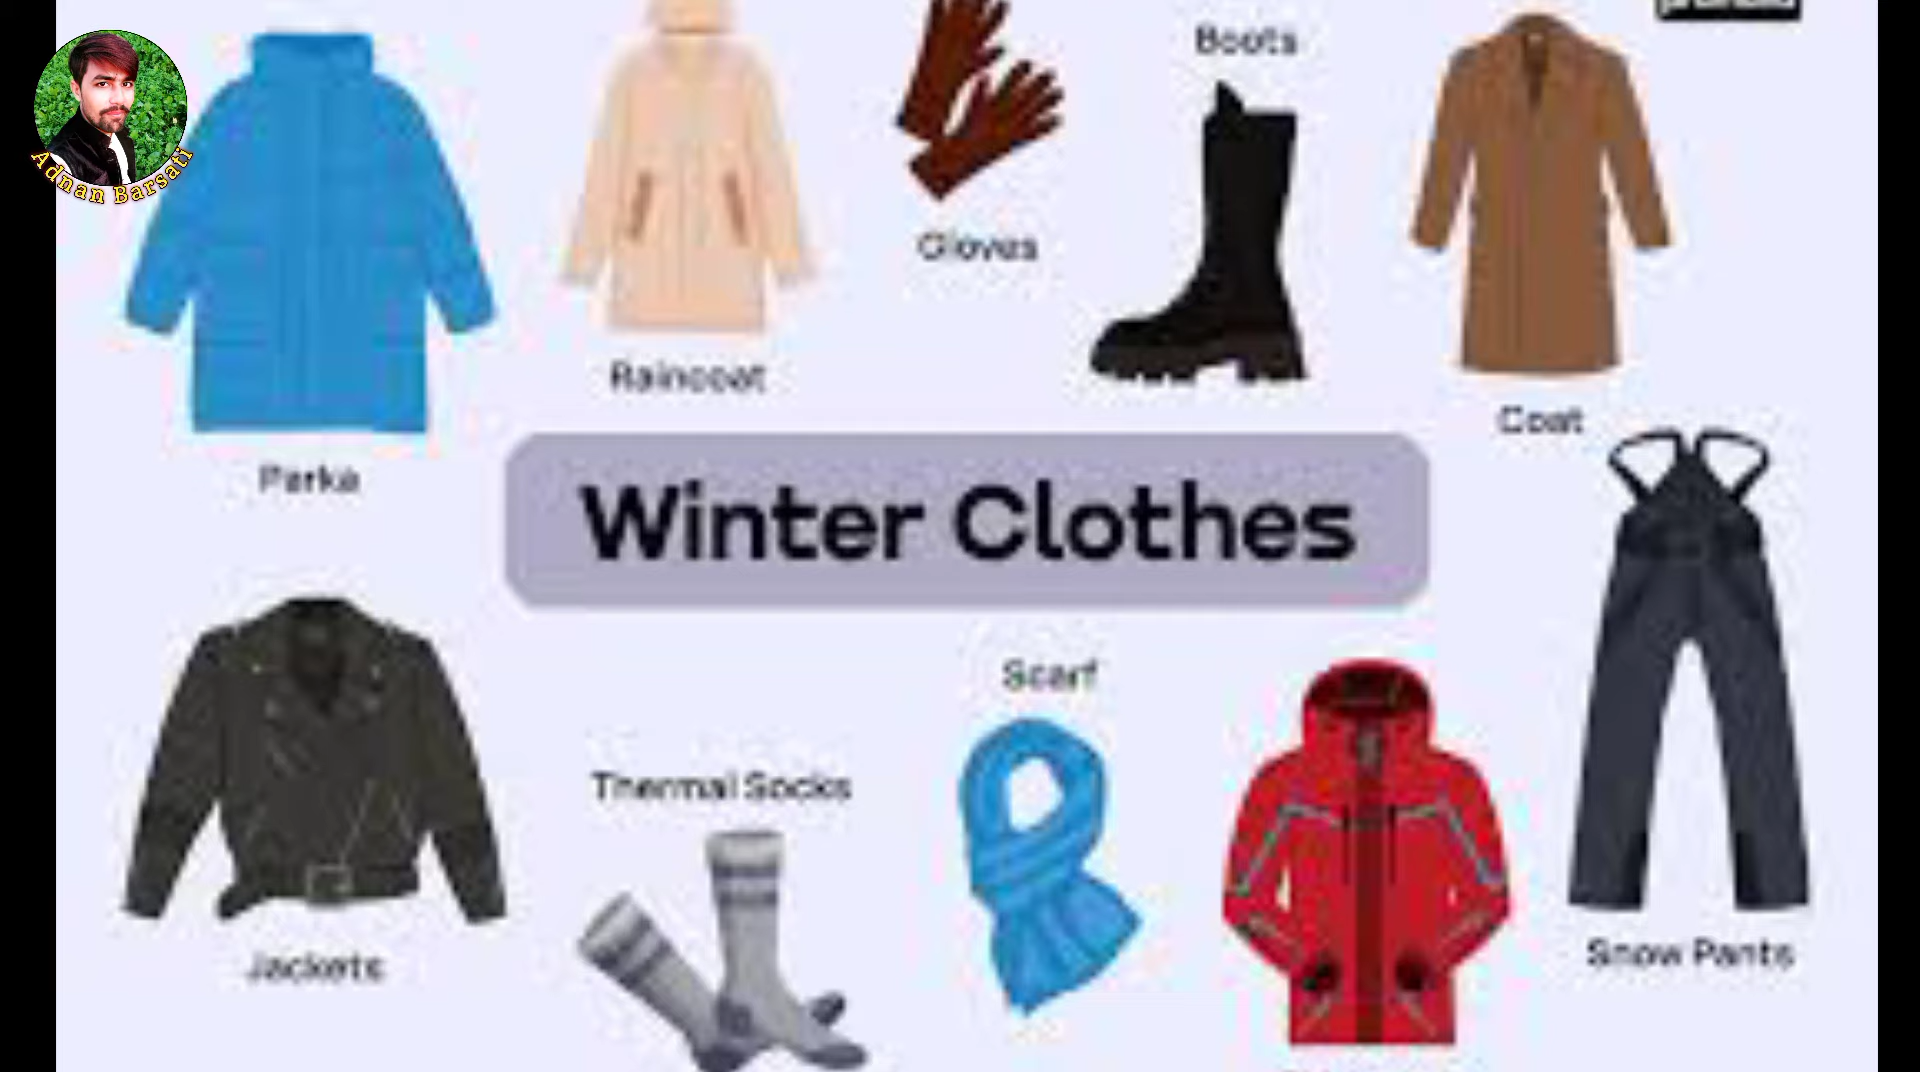 Adnan Barsati
Boots
Gloves
Raincoat
Coat
Parka
Winter Clothes
Scarf
Thermal Socks
Snow Pants
Jackets